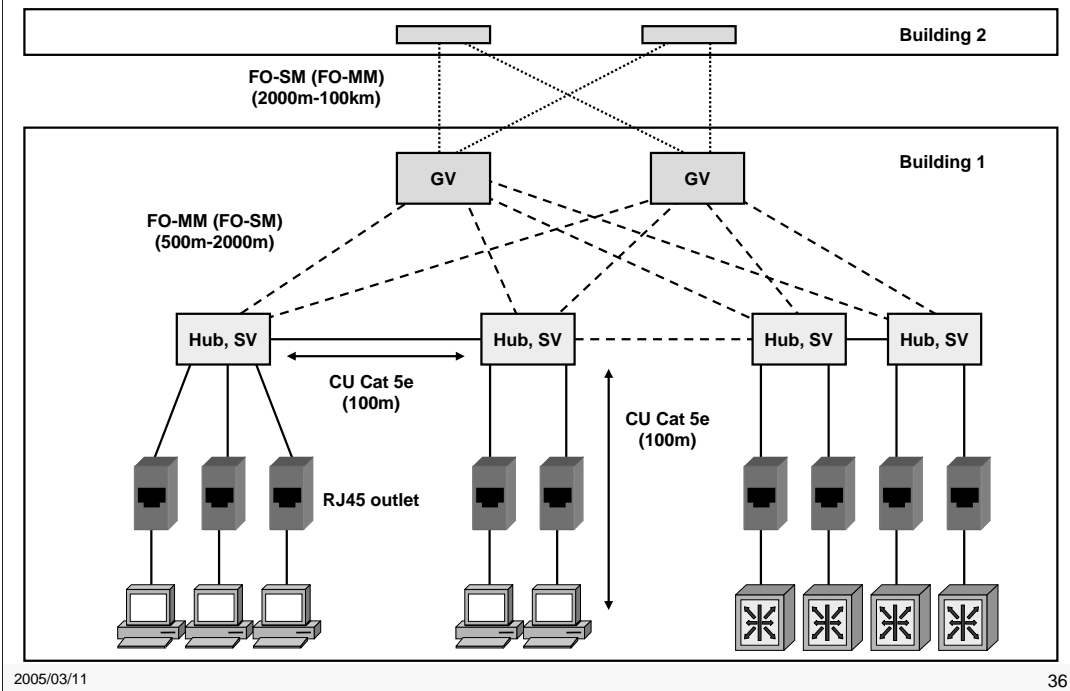 Building 2
FO-SM (FO-MM)
(2000m-100km)
Building 1
GV
GV
FO-MM (FO-SM)
(500m-2000m)
Hub, SV
Hub, SV
Hub, SV
Hub, SV
CU Cat 5e
(100m)
CU Cat 5e
(100m)
RJ45 outlet
2005/03/11
36